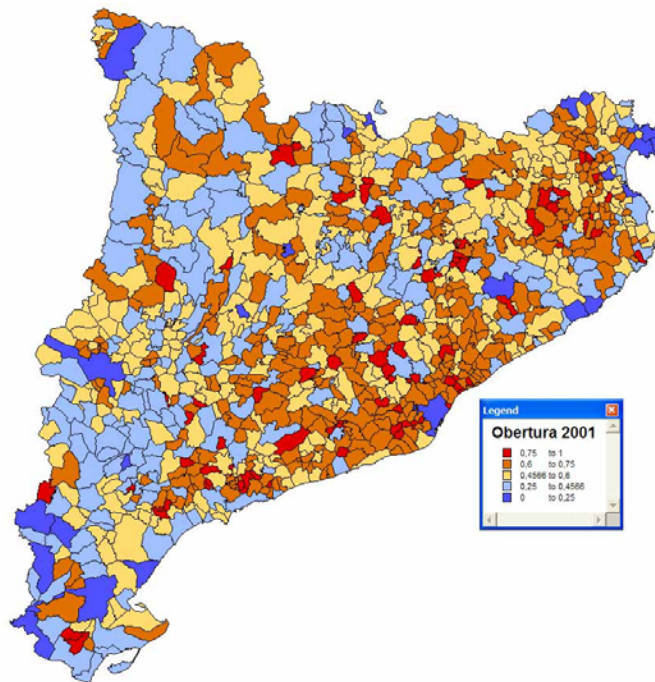 Legend
Obertura 2001
0,75 to 1
0,6 to 0,75
0,4566 to 0,6
0,25 to 0,4566
0 to 0,25